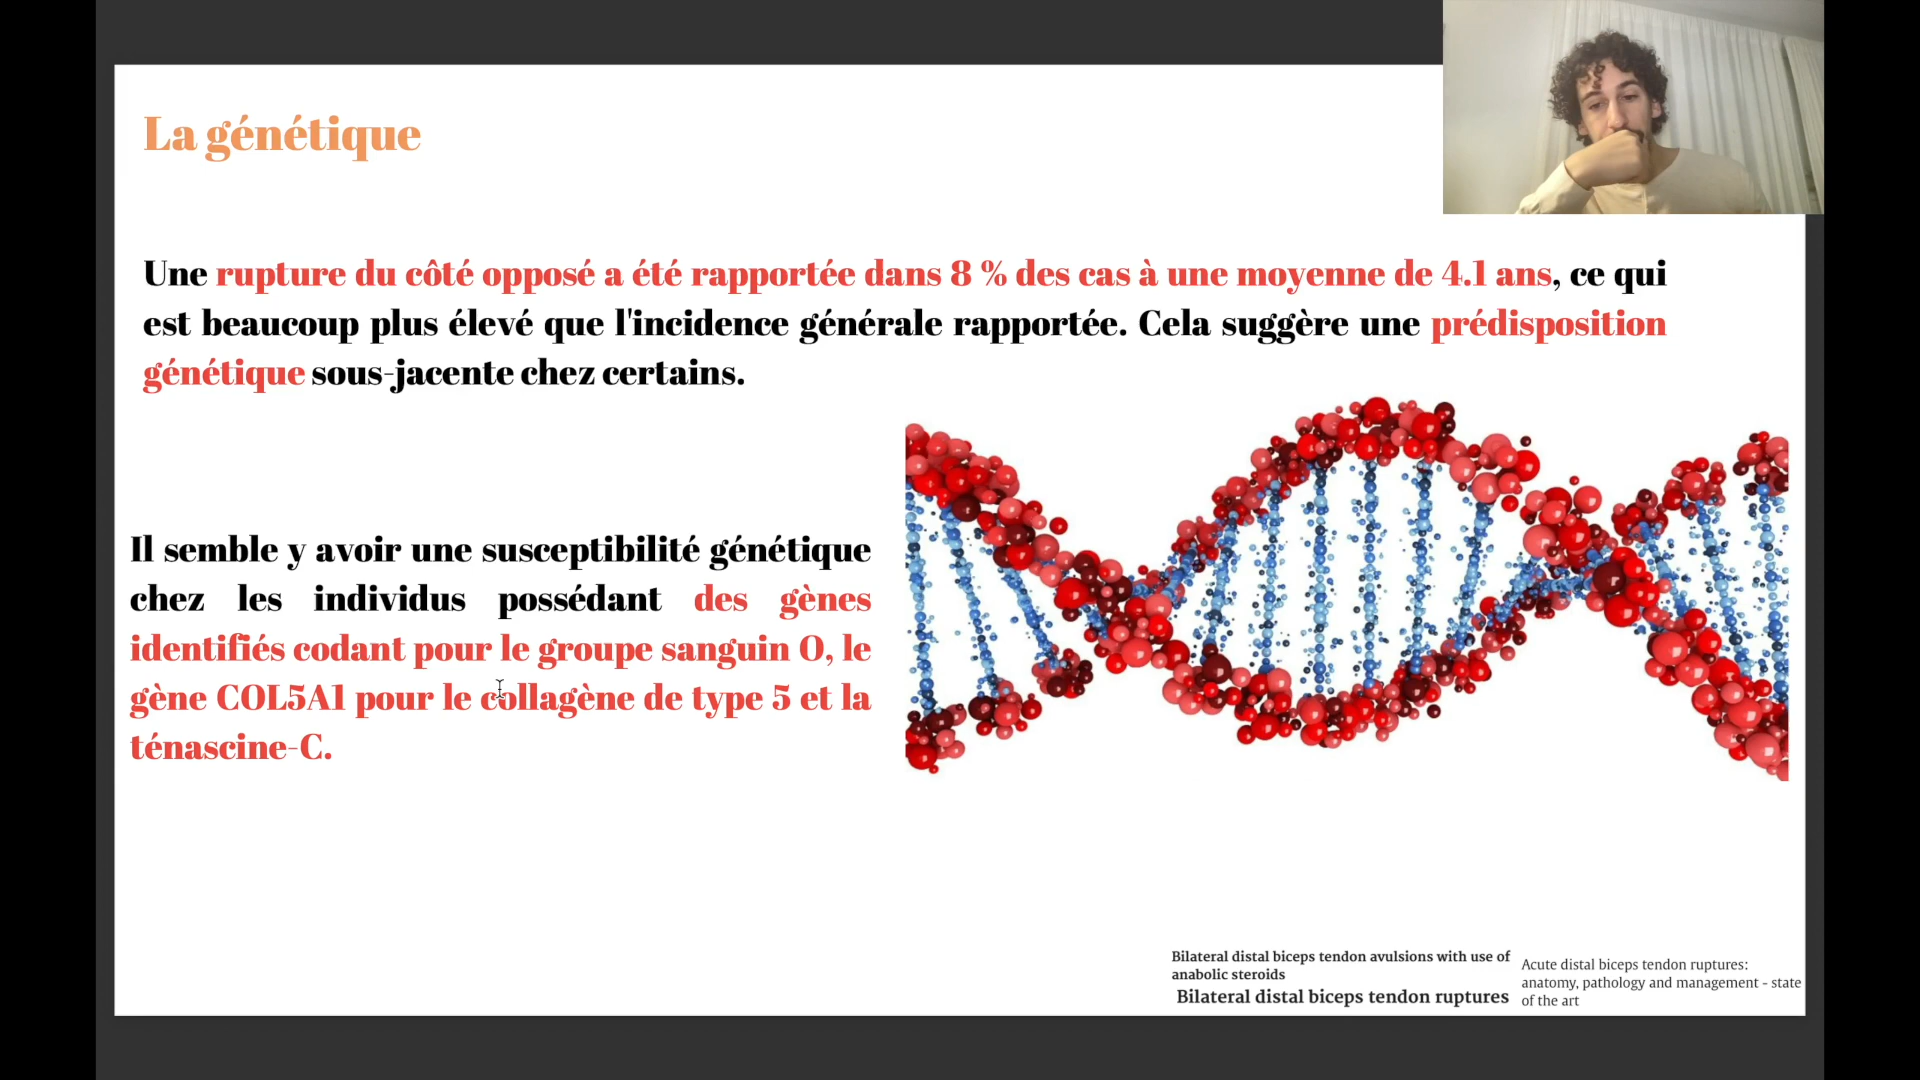 La génétique
Une rupture du côté opposé a été rapportée dans 8 % des cas à une moyenne de 4.1 ans, ce qui
est beaucoup plus élevé que l'incidence générale rapportée. Cela suggère une prédisposition
génétique sous-jacente chez certains.
Il semble y avoir une susceptibilité génétique
chez les individus possédant des gènes
identifiés codant pour le groupe sanguin O, le
gène COL5A1 pour le collagène de type 5 et la
ténascine-C.
Bilateral distal biceps tendon avulsions with use of
anabolic steroids
Bilateral distal biceps tendon ruptures
Acute distal biceps tendon ruptures:
anatomy, pathology and management - state
of the art